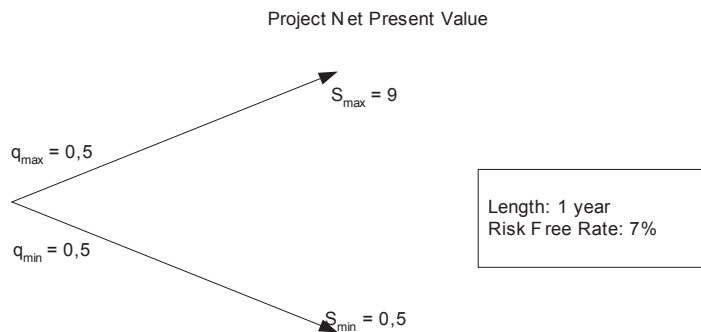 Project Net Present Value
S_max = 9
q_max = 0,5
Length: 1 year
Risk Free Rate: 7%
q_min = 0,5
S_min = 0,5